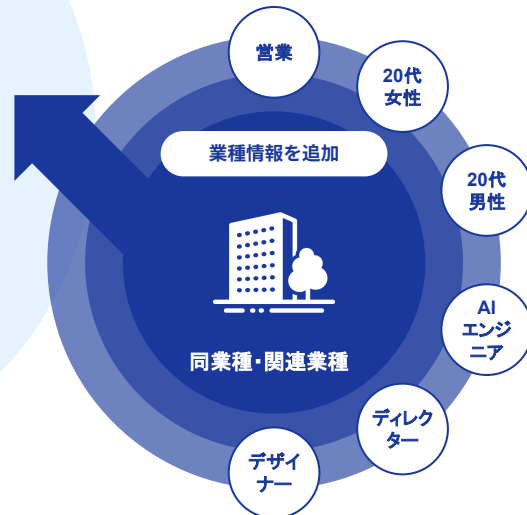 営業
20代
女性
業種情報を追加
20代
男性
AI
エンジ
ニア
同業種・関連業種
ディレク
ター
デザイ
ナー